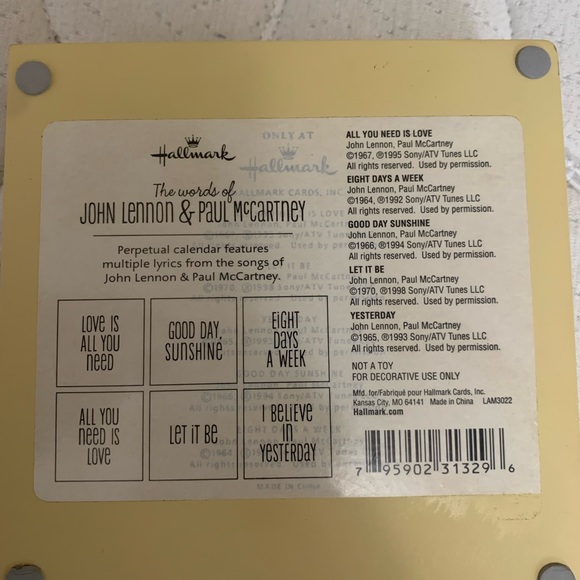 Hallmark
The words of
JOHN LENNON & PAUL McCARTNEY
Perpetual calendar features
multiple lyrics from the songs of
John Lennon & Paul McCartney.
LOVE IS
ALL YOU
NEED
GOOD DAY,
SUNSHINE
EIGHT
DAYS
A WEEK
ALL YOU
NEED IS
LOVE
LET IT BE
I BELIEVE
IN
YESTERDAY
ONLY AT
Hallmark
HALLMARK CARDS, INC.
MADE IN CHINA
ALL YOU NEED IS LOVE
John Lennon, Paul McCartney
©1967, ®1995 Sony/ATV Tunes LLC
All rights reserved. Used by permission.
EIGHT DAYS A WEEK
John Lennon, Paul McCartney
©1964, ®1992 Sony/ATV Tunes LLC
All rights reserved. Used by permission.
GOOD DAY SUNSHINE
John Lennon, Paul McCartney
©1966, ®1994 Sony/ATV Tunes LLC
All rights reserved. Used by permission.
LET IT BE
John Lennon, Paul McCartney
©1970, ®1998 Sony/ATV Tunes LLC
All rights reserved. Used by permission.
YESTERDAY
John Lennon, Paul McCartney
©1965, ®1993 Sony/ATV Tunes LLC
All rights reserved. Used by permission.
NOT A TOY
FOR DECORATIVE USE ONLY
Mfd. for/Fabriqué pour Hallmark Cards, Inc.
Kansas City, MO 64141 Made in China LAM3022
Hallmark.com
7 95902 31329 6